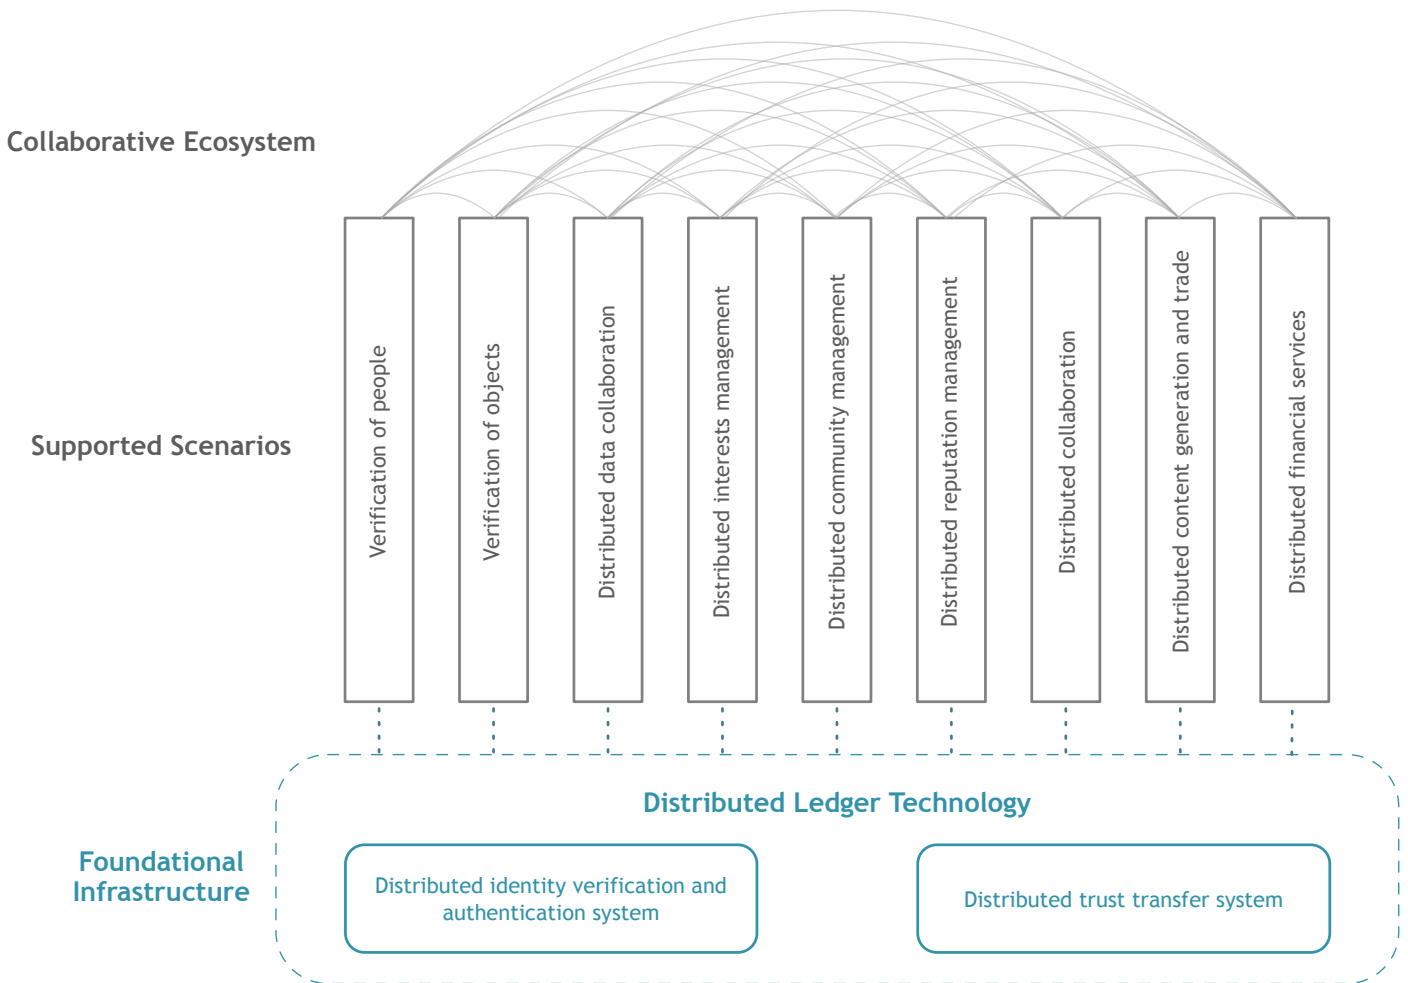 Collaborative Ecosystem
Supported Scenarios
Verification of people
Verification of objects
Distributed data collaboration
Distributed interests management
Distributed community management
Distributed reputation management
Distributed collaboration
Distributed content generation and trade
Distributed financial services
Distributed Ledger Technology
Foundational
Infrastructure
Distributed identity verification and
authentication system
Distributed trust transfer system